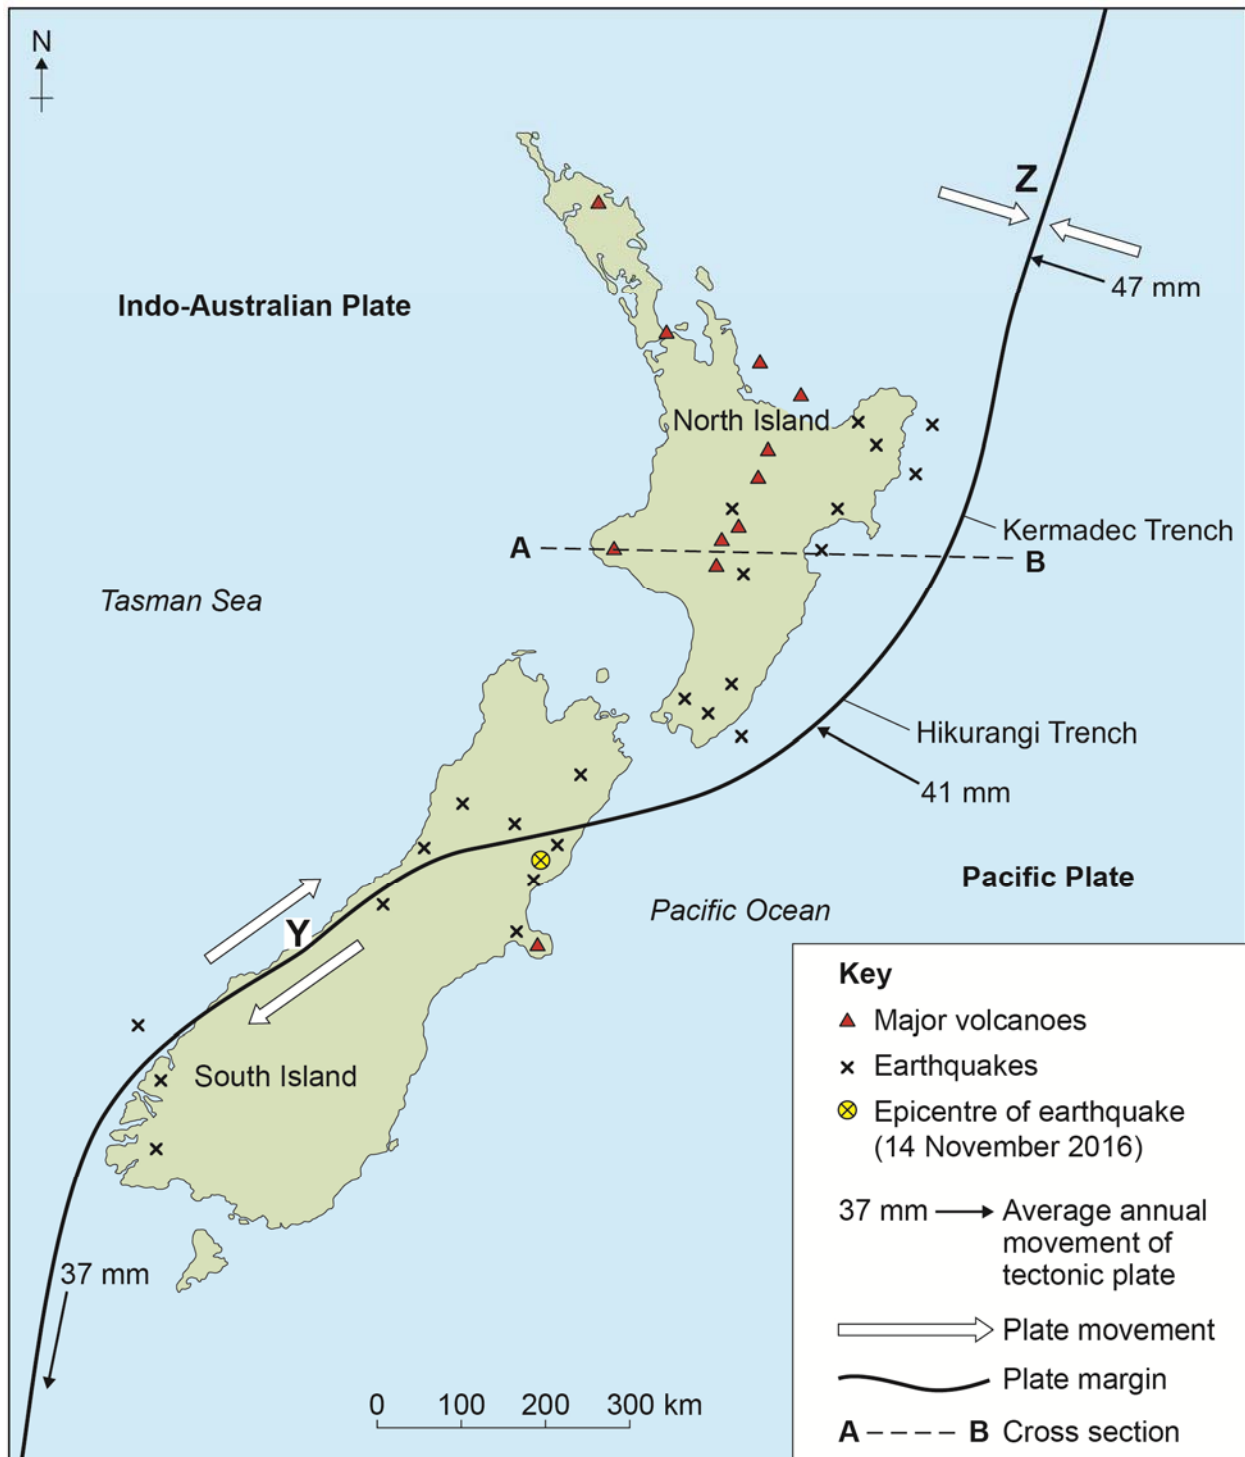 N
Z
47 mm
Indo-Australian Plate
North Island
Kermadec Trench
A
B
Tasman Sea
Hikurangi Trench
41 mm
Pacific Plate
Pacific Ocean
Y
South Island
37 mm
0 100 200 300 km
Key
Major volcanoes
Earthquakes
Epicentre of earthquake
(14 November 2016)
37 mm Average annual
movement of
tectonic plate
Plate movement
Plate margin
A B Cross section